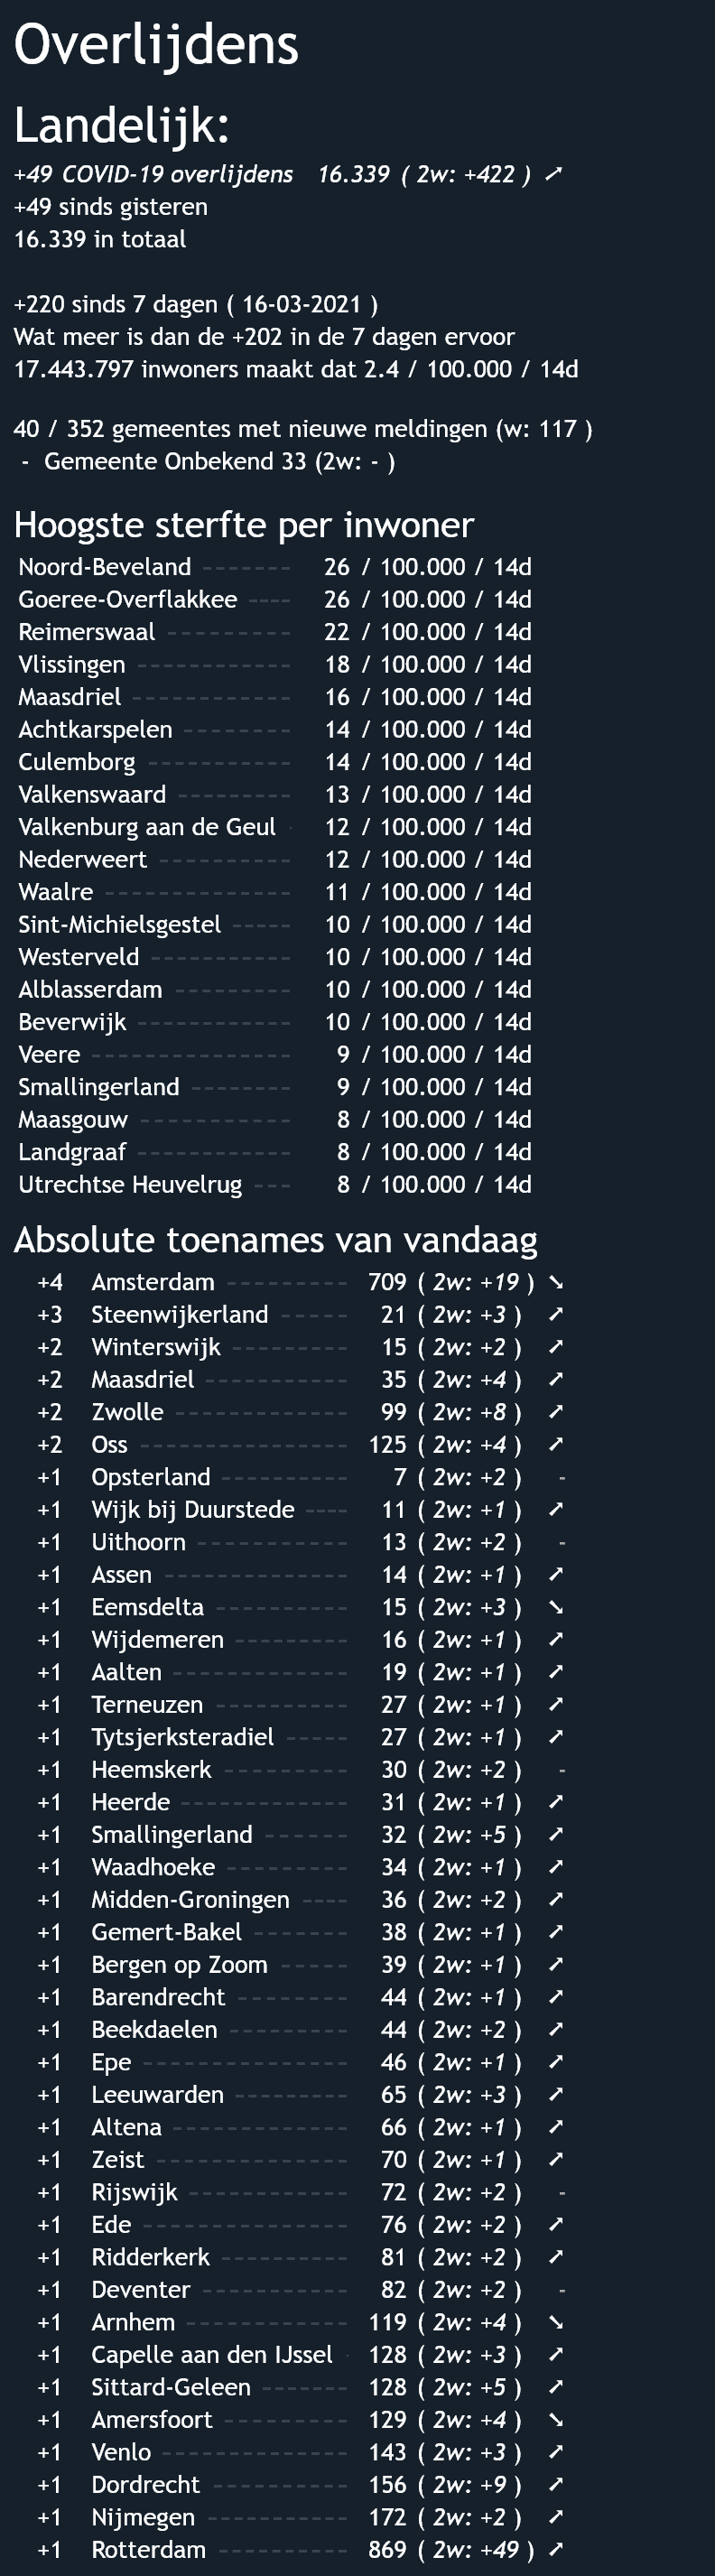 Overlijdens
Landelijk:
+49 COVID-19 overlijdens 16.339 ( 2w: +422 ) ➚
+49 sinds gisteren
16.339 in totaal
+220 sinds 7 dagen ( 16-03-2021 )
Wat meer is dan de +202 in de 7 dagen ervoor
17.443.797 inwoners maakt dat 2.4 / 100.000 / 14d
40 / 352 gemeentes met nieuwe meldingen (w: 117 )
- Gemeente Onbekend 33 (2w: - )
Hoogste sterfte per inwoner
Noord-Beveland ------- 26 / 100.000 / 14d
Goeree-Overflakkee ---- 26 / 100.000 / 14d
Reimerswaal ---------- 22 / 100.000 / 14d
Vlissingen ------------ 18 / 100.000 / 14d
Maasdriel ------------ 16 / 100.000 / 14d
Achtkarspelen -------- 14 / 100.000 / 14d
Culemborg ----------- 14 / 100.000 / 14d
Valkenswaard -------- 13 / 100.000 / 14d
Valkenburg aan de Geul - 12 / 100.000 / 14d
Nederweert ---------- 12 / 100.000 / 14d
Waalre -------------- 11 / 100.000 / 14d
Sint-Michielsgestel ----- 10 / 100.000 / 14d
Westerveld ----------- 10 / 100.000 / 14d
Alblasserdam --------- 10 / 100.000 / 14d
Beverwijk ------------ 10 / 100.000 / 14d
Veere --------------- 9 / 100.000 / 14d
Smallingerland -------- 9 / 100.000 / 14d
Maasgouw ----------- 8 / 100.000 / 14d
Landgraaf ------------ 8 / 100.000 / 14d
Utrechtse Heuvelrug --- 8 / 100.000 / 14d
Absolute toenames van vandaag
+4 Amsterdam --------- 709 ( 2w: +19 ) ➘
+3 Steenwijkerland ----- 21 ( 2w: +3 ) ➚
+2 Winterswijk --------- 15 ( 2w: +2 ) ➚
+2 Maasdriel ----------- 35 ( 2w: +4 ) ➚
+2 Zwolle ------------- 99 ( 2w: +8 ) ➚
+2 Oss ---------------- 125 ( 2w: +4 ) ➚
+1 Opsterland ---------- 7 ( 2w: +2 ) -
+1 Wijk bij Duurstede ---- 11 ( 2w: +1 ) ➚
+1 Uithoorn ------------ 13 ( 2w: +2 ) -
+1 Assen -------------- 14 ( 2w: +1 ) ➚
+1 Eemsdelta ---------- 15 ( 2w: +3 ) ➘
+1 Wijdemeren --------- 16 ( 2w: +1 ) ➚
+1 Aalten ------------- 19 ( 2w: +1 ) ➚
+1 Terneuzen ---------- 27 ( 2w: +1 ) ➚
+1 Tytsjerksteradiel ----- 27 ( 2w: +1 ) ➚
+1 Heemskerk --------- 30 ( 2w: +2 ) -
+1 Heerde ------------- 31 ( 2w: +1 ) ➚
+1 Smallingerland ------ 32 ( 2w: +5 ) ➚
+1 Waadhoeke --------- 34 ( 2w: +1 ) ➚
+1 Midden-Groningen ---- 36 ( 2w: +2 ) ➚
+1 Gemert-Bakel ------- 38 ( 2w: +1 ) ➚
+1 Bergen op Zoom ----- 39 ( 2w: +1 ) ➚
+1 Barendrecht -------- 44 ( 2w: +1 ) ➚
+1 Beekdaelen --------- 44 ( 2w: +2 ) ➚
+1 Epe ---------------- 46 ( 2w: +1 ) ➚
+1 Leeuwarden --------- 65 ( 2w: +3 ) ➚
+1 Altena ------------- 66 ( 2w: +1 ) ➚
+1 Zeist --------------- 70 ( 2w: +1 ) ➚
+1 Rijswijk ------------ 72 ( 2w: +2 ) -
+1 Ede ---------------- 76 ( 2w: +2 ) ➚
+1 Ridderkerk ---------- 81 ( 2w: +2 ) ➚
+1 Deventer ----------- 82 ( 2w: +2 ) -
+1 Arnhem ------------ 119 ( 2w: +4 ) ➘
+1 Capelle aan den IJssel - 128 ( 2w: +3 ) ➚
+1 Sittard-Geleen ------- 128 ( 2w: +5 ) ➚
+1 Amersfoort --------- 129 ( 2w: +4 ) ➘
+1 Venlo -------------- 143 ( 2w: +3 ) ➚
+1 Dordrecht ---------- 156 ( 2w: +9 ) ➚
+1 Nijmegen ----------- 172 ( 2w: +2 ) ➚
+1 Rotterdam ---------- 869 ( 2w: +49 ) ➚